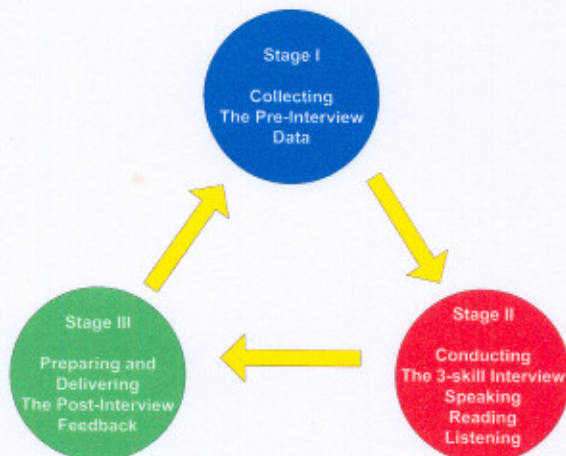 Stage I
Collecting
The Pre-Interview
Data
Stage II
Conducting
The 3-skill Interview
Speaking
Reading
Listening
Stage III
Preparing and
Delivering
The Post-Interview
Feedback